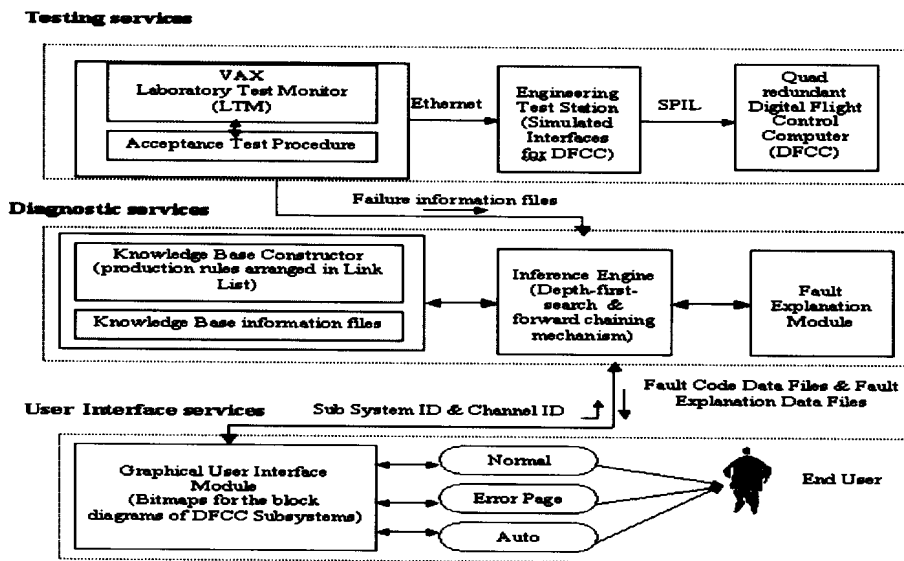 Testing services
VAX
Laboratory Test Monitor
(LTM)
Acceptance Test Procedure
Ethernet
Engineering
Test Station
(Simulated
Interfaces
for DFCC)
SPIL
Quad
redundant
Digital Flight
Control
Computer
(DFCC)
Failure information files
Diagnostic services
Knowledge Base Constructor
(production rules arranged in Link
List)
Knowledge Base information files
Inference Engine
(Depth-first-
search &
forward chaining
mechanism)
Fault
Explanation
Module
Fault Code Data Files & Fault
Explanation Data Files
User Interface services
Sub System ID & Channel ID
Graphical User Interface
Module
(Bitmaps for the block
diagrams of DFCC Subsystems)
Normal
Error Page
Auto
End User